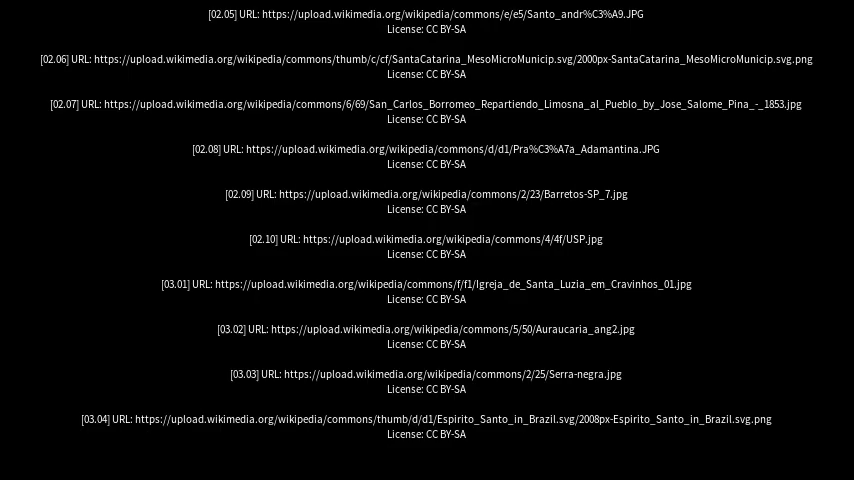 [02.05] URL: https://upload.wikimedia.org/wikipedia/commons/e/e5/Santo_andr%C3%A9.JPG
License: CC BY-SA
[02.06] URL: https://upload.wikimedia.org/wikipedia/commons/thumb/c/cf/SantaCatarina_MesoMicroMunicip.svg/2000px-SantaCatarina_MesoMicroMunicip.svg.png
License: CC BY-SA
[02.07] URL: https://upload.wikimedia.org/wikipedia/commons/6/69/San_Carlos_Borromeo_Repartiendo_Limosna_al_Pueblo_by_Jose_Salome_Pina_-_1853.jpg
License: CC BY-SA
[02.08] URL: https://upload.wikimedia.org/wikipedia/commons/d/d1/Pra%C3%A7a_Adamantina.JPG
License: CC BY-SA
[02.09] URL: https://upload.wikimedia.org/wikipedia/commons/2/23/Barretos-SP_7.jpg
License: CC BY-SA
[02.10] URL: https://upload.wikimedia.org/wikipedia/commons/4/4f/USP.jpg
License: CC BY-SA
[03.01] URL: https://upload.wikimedia.org/wikipedia/commons/f/f1/Igreja_de_Santa_Luzia_em_Cravinhos_01.jpg
License: CC BY-SA
[03.02] URL: https://upload.wikimedia.org/wikipedia/commons/5/50/Auraucaria_ang2.jpg
License: CC BY-SA
[03.03] URL: https://upload.wikimedia.org/wikipedia/commons/2/25/Serra-negra.jpg
License: CC BY-SA
[03.04] URL: https://upload.wikimedia.org/wikipedia/commons/thumb/d/d1/Espirito_Santo_in_Brazil.svg/2008px-Espirito_Santo_in_Brazil.svg.png
License: CC BY-SA